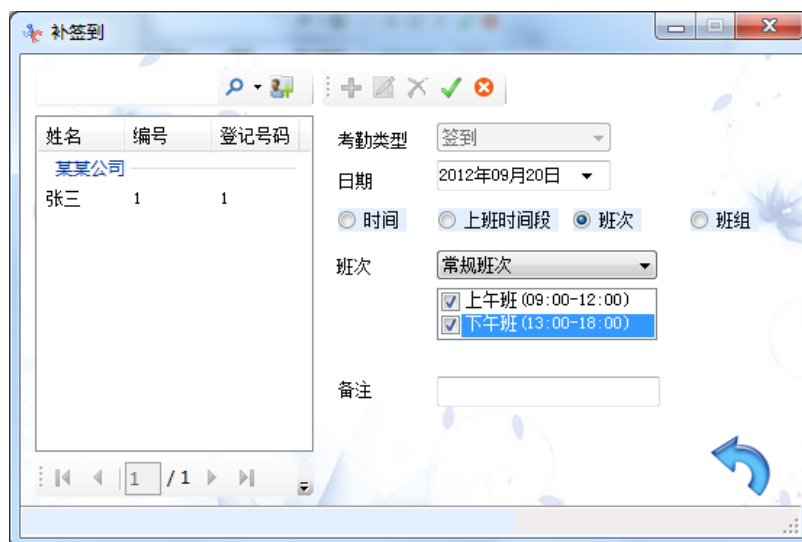 补签到
姓名 编号 登记号码
某某公司
张三 1 1
1 / 1
考勤类型 签到
日期 2012年09月20日
时间 上班时间段 班次 班组
班次 常规班次
上午班(09:00-12:00)
下午班(13:00-18:00)
备注